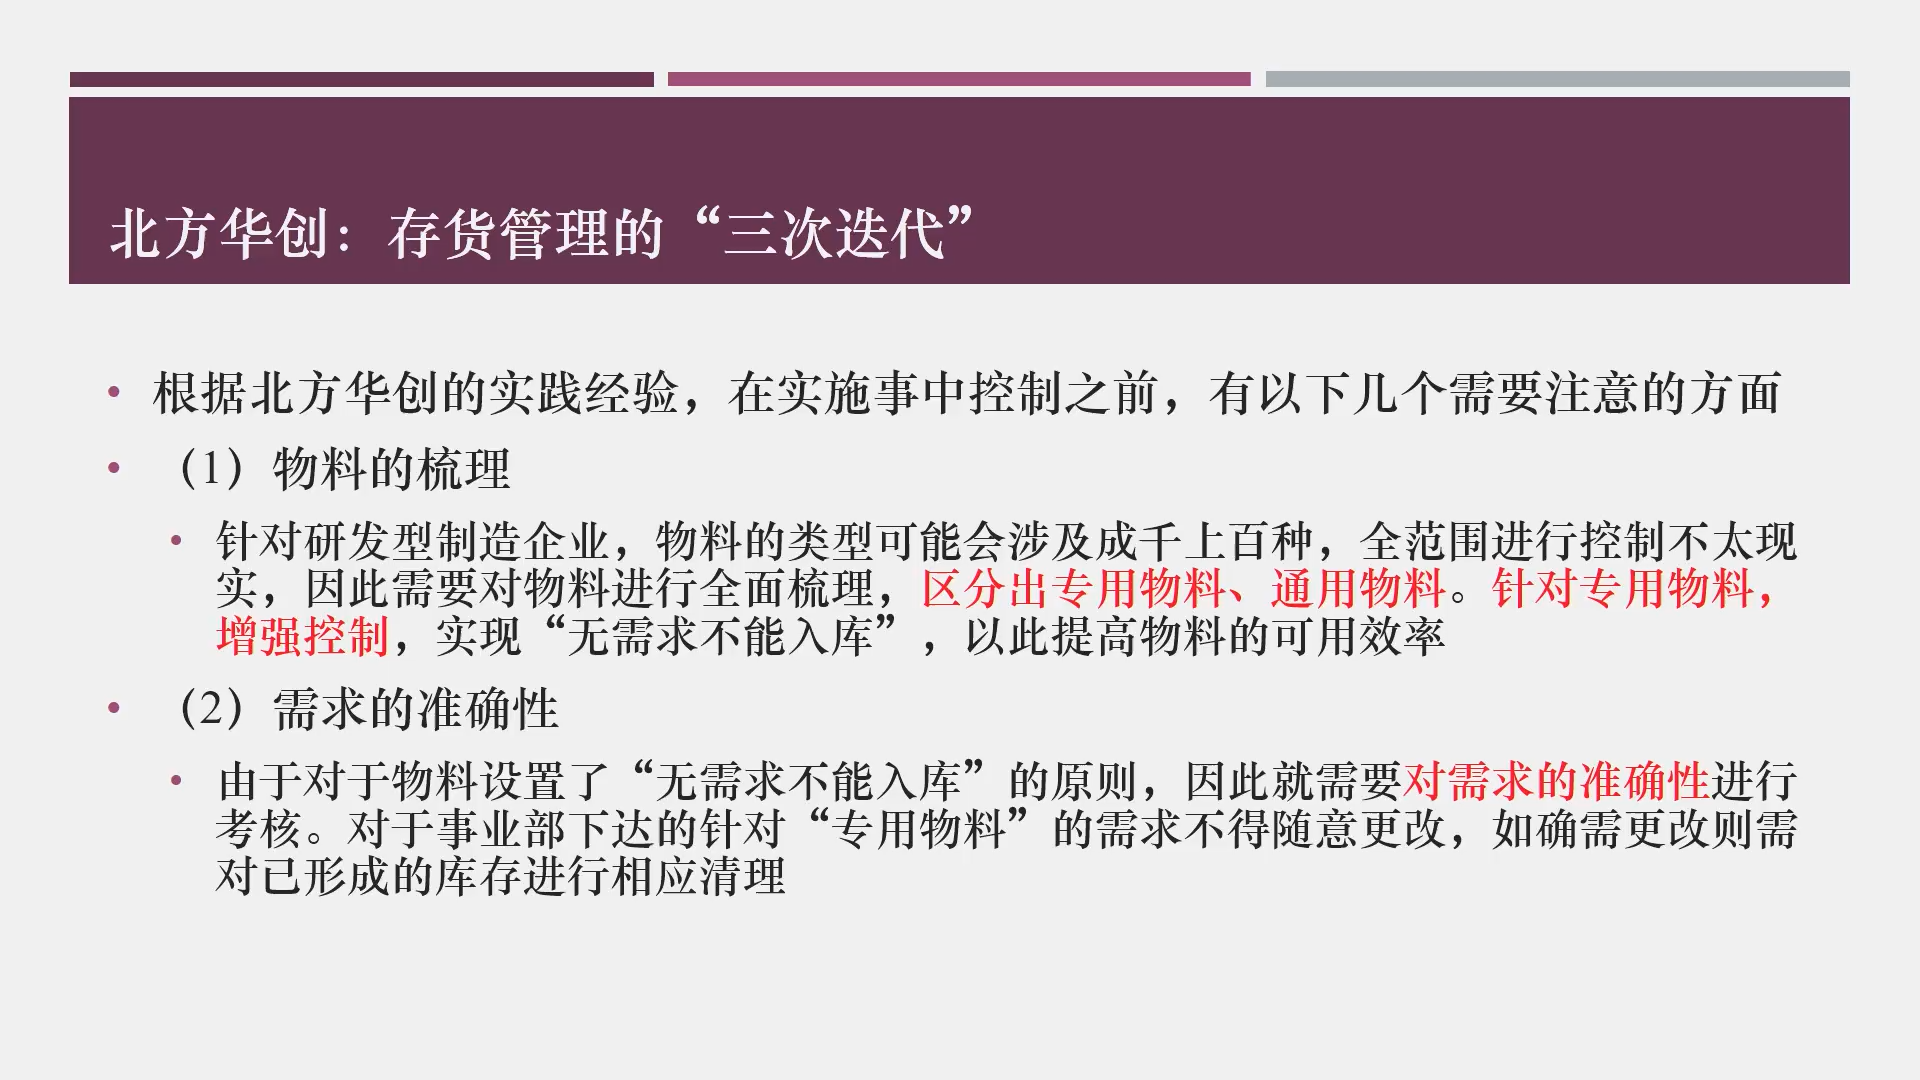 北方华创：存货管理的“三次迭代”
• 根据北方华创的实践经验，在实施事中控制之前，有以下几个需要注意的方面
• （1）物料的梳理
• 针对研发型制造企业，物料的类型可能会涉及成千上百种，全范围进行控制不太现
实，因此需要对物料进行全面梳理，区分出专用物料、通用物料。针对专用物料，
增强控制，实现“无需求不能入库”，以此提高物料的可用效率
• （2）需求的准确性
• 由于对于物料设置了“无需求不能入库”的原则，因此就需要对需求的准确性进行
考核。对于事业部下达的针对“专用物料”的需求不得随意更改，如确需更改则需
对已形成的库存进行相应清理